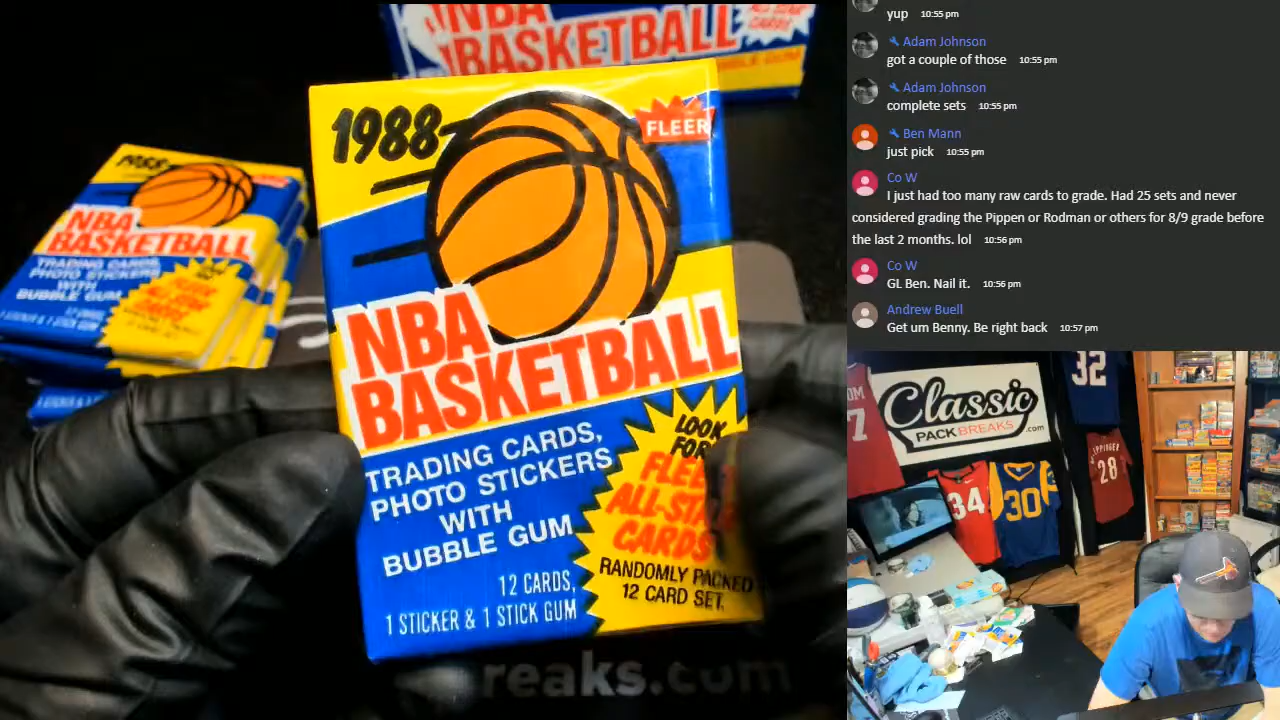 NBA
BASKETBALL
1988
FLEER
NBA
BASKETBALL
TRADING CARDS,
PHOTO STICKERS
WITH
BUBBLE GUM
12 CARDS,
1 STICKER & 1 STICK GUM
LOOK
FOR
FLEER
ALL-STAR
CARDS
RANDOMLY PACKED
12 CARD SET.
1988
NBA
BASKETBALL
TRADING CARDS,
PHOTO STICKERS
WITH
BUBBLE GUM
reaks.com
yup 10:55 pm
Adam Johnson
got a couple of those 10:55 pm
Adam Johnson
complete sets 10:55 pm
Ben Mann
just pick 10:55 pm
Co W
I just had too many raw cards to grade. Had 25 sets and never
considered grading the Pippen or Rodman or others for 8/9 grade before
the last 2 months. lol 10:56 pm
Co W
GL Ben. Nail it. 10:56 pm
Andrew Buell
Get um Benny. Be right back 10:57 pm
Classic
PACK BREAKS.com
32
7
34
30
28